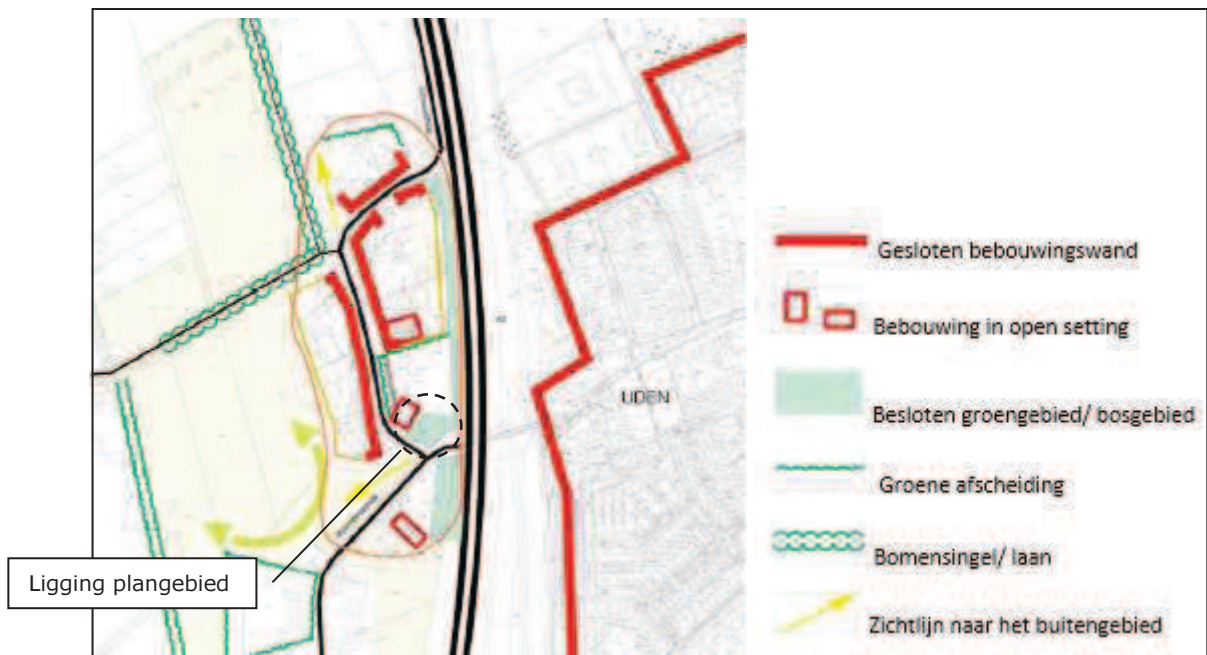 UDEN
Gesloten bebouwingswand
Bebouwing in open setting
Besloten groengebied/ bosgebied
Groene afscheiding
Bomensingel/ laan
Zichtlijn naar het buitengebied
Ligging plangebied